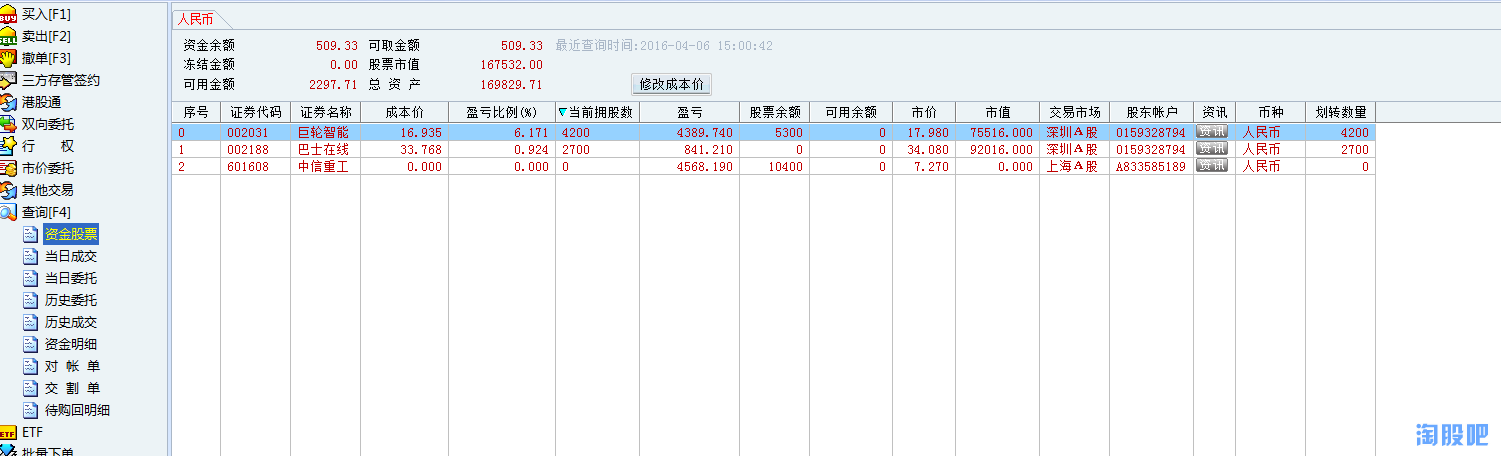 买入[F1]
卖出[F2]
撤单[F3]
三方存管签约
港股通
双向委托
行 权
市价委托
其他交易
查询[F4]
资金股票
当日成交
当日委托
历史委托
历史成交
资金明细
对 帐 单
交 割 单
待购回明细
ETF
批量下单
人民币
资金余额 509.33 可取金额 509.33 最近查询时间:2016-04-06 15:00:42
冻结金额 0.00 股票市值 167532.00
可用金额 2297.71 总 资 产 169829.71 修改成本价
序号 证券代码 证券名称 成本价 盈亏比例(%) 当前拥股数 盈亏 股票余额 可用余额 市价 市值 交易市场 股东帐户 资讯 币种 划转数量
0 002031 巨轮智能 16.935 6.171 4200 4389.740 5300 0 17.980 75516.000 深圳A股 0159328794 资讯 人民币 4200
1 002188 巴士在线 33.768 0.924 2700 841.210 0 0 34.080 92016.000 深圳A股 0159328794 资讯 人民币 2700
2 601608 中信重工 0.000 0.000 0 4568.190 10400 0 7.270 0.000 上海A股 A833585189 资讯 人民币 0
淘股吧